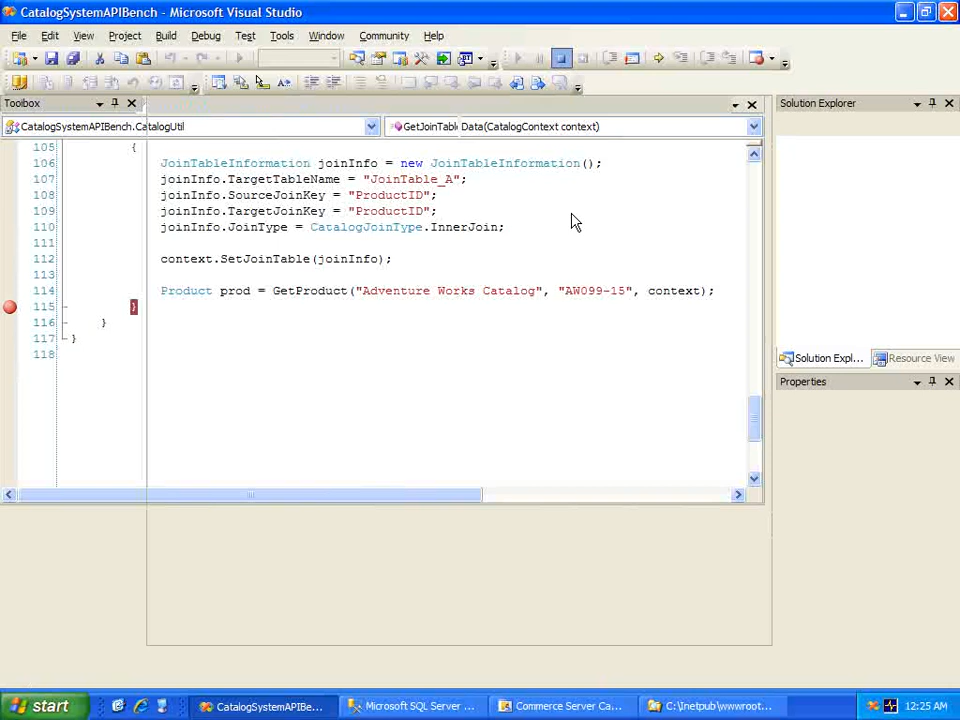 CatalogSystemAPIBench - Microsoft Visual Studio
File Edit View Project Build Debug Test Tools Window Community Help
Toolbox
Solution Explorer
CatalogSystemAPIBench.CatalogUtil
GetJoinTabl Data(CatalogContext context)
105 {
106 JoinTableInformation joinInfo = new JoinTableInformation();
107 joinInfo.TargetTableName = "JoinTable_A";
108 joinInfo.SourceJoinKey = "ProductID";
109 joinInfo.TargetJoinKey = "ProductID";
110 joinInfo.JoinType = CatalogJoinType.InnerJoin;
111
112 context.SetJoinTable(joinInfo);
113
114 Product prod = GetProduct("Adventure Works Catalog", "AW099-15", context);
115 }
116 }
117 }
118
Solution Expl... Resource View
Properties
start
CatalogSystemAPIBe...
Microsoft SQL Server ...
Commerce Server Ca...
C:\Inetpub\wwwroot...
12:25 AM